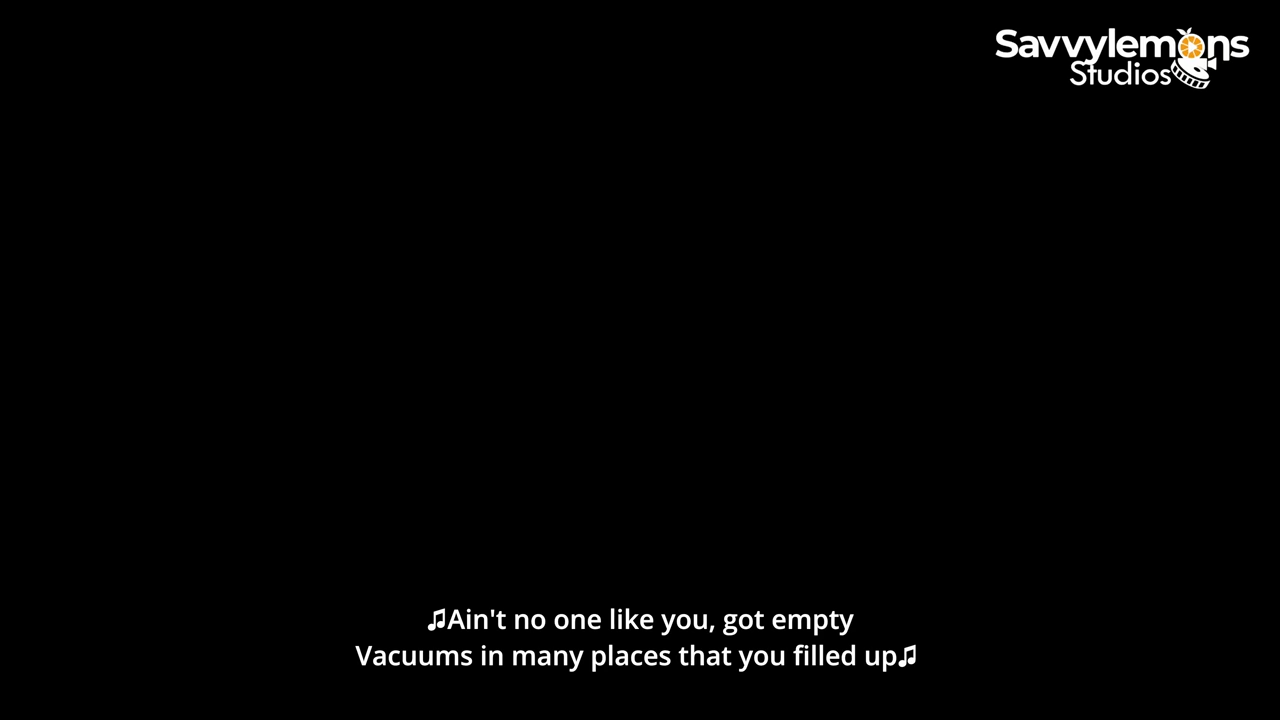 Savvylemons
Studios
♫Ain't no one like you, got empty
Vacuums in many places that you filled up♫